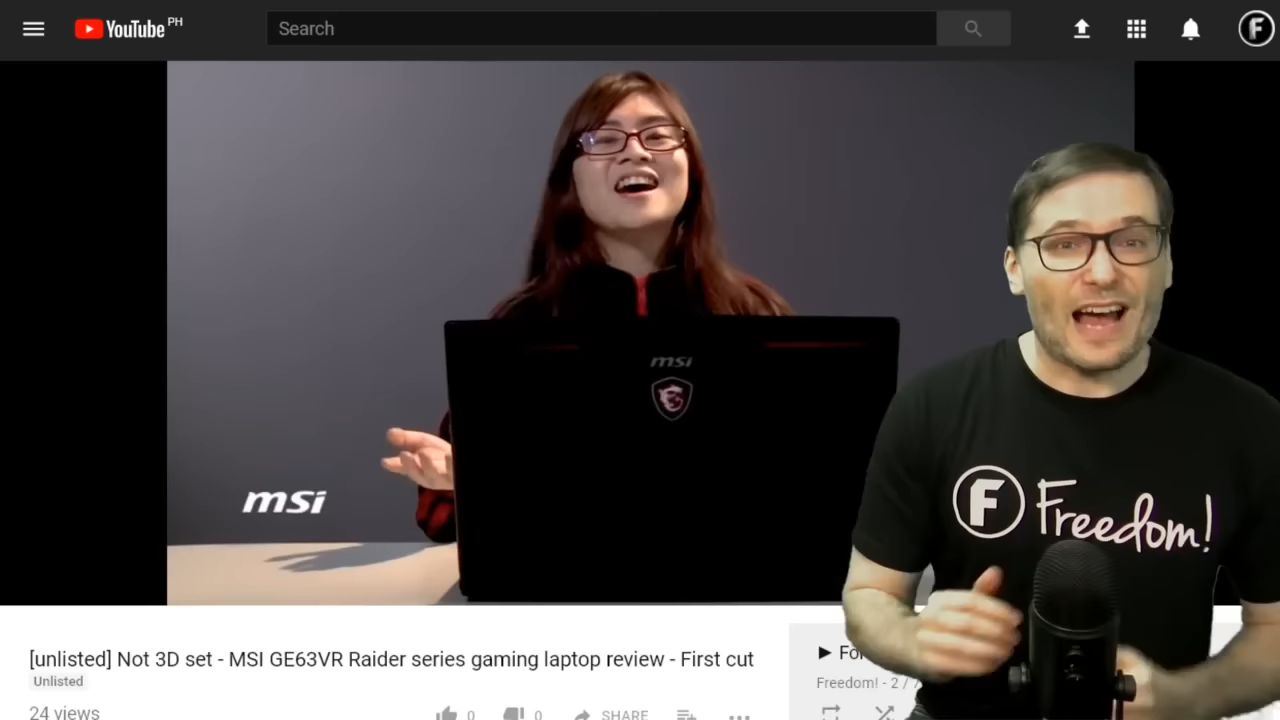 YouTube PH
Search
F
msi
msi
F Freedom!
[unlisted] Not 3D set - MSI GE63VR Raider series gaming laptop review - First cut
Unlisted
Freedom! - 2 /
24 views
0
0
SHARE